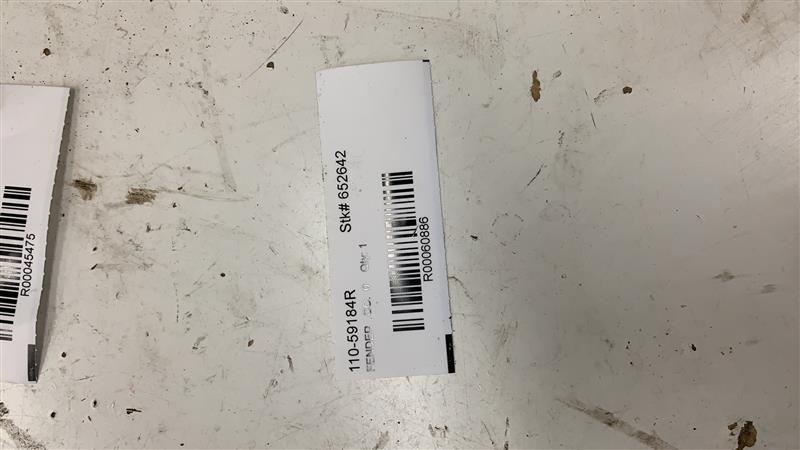 R00045475
110-59184R Stk# 652642
FENDER Qty: 1
R00060886